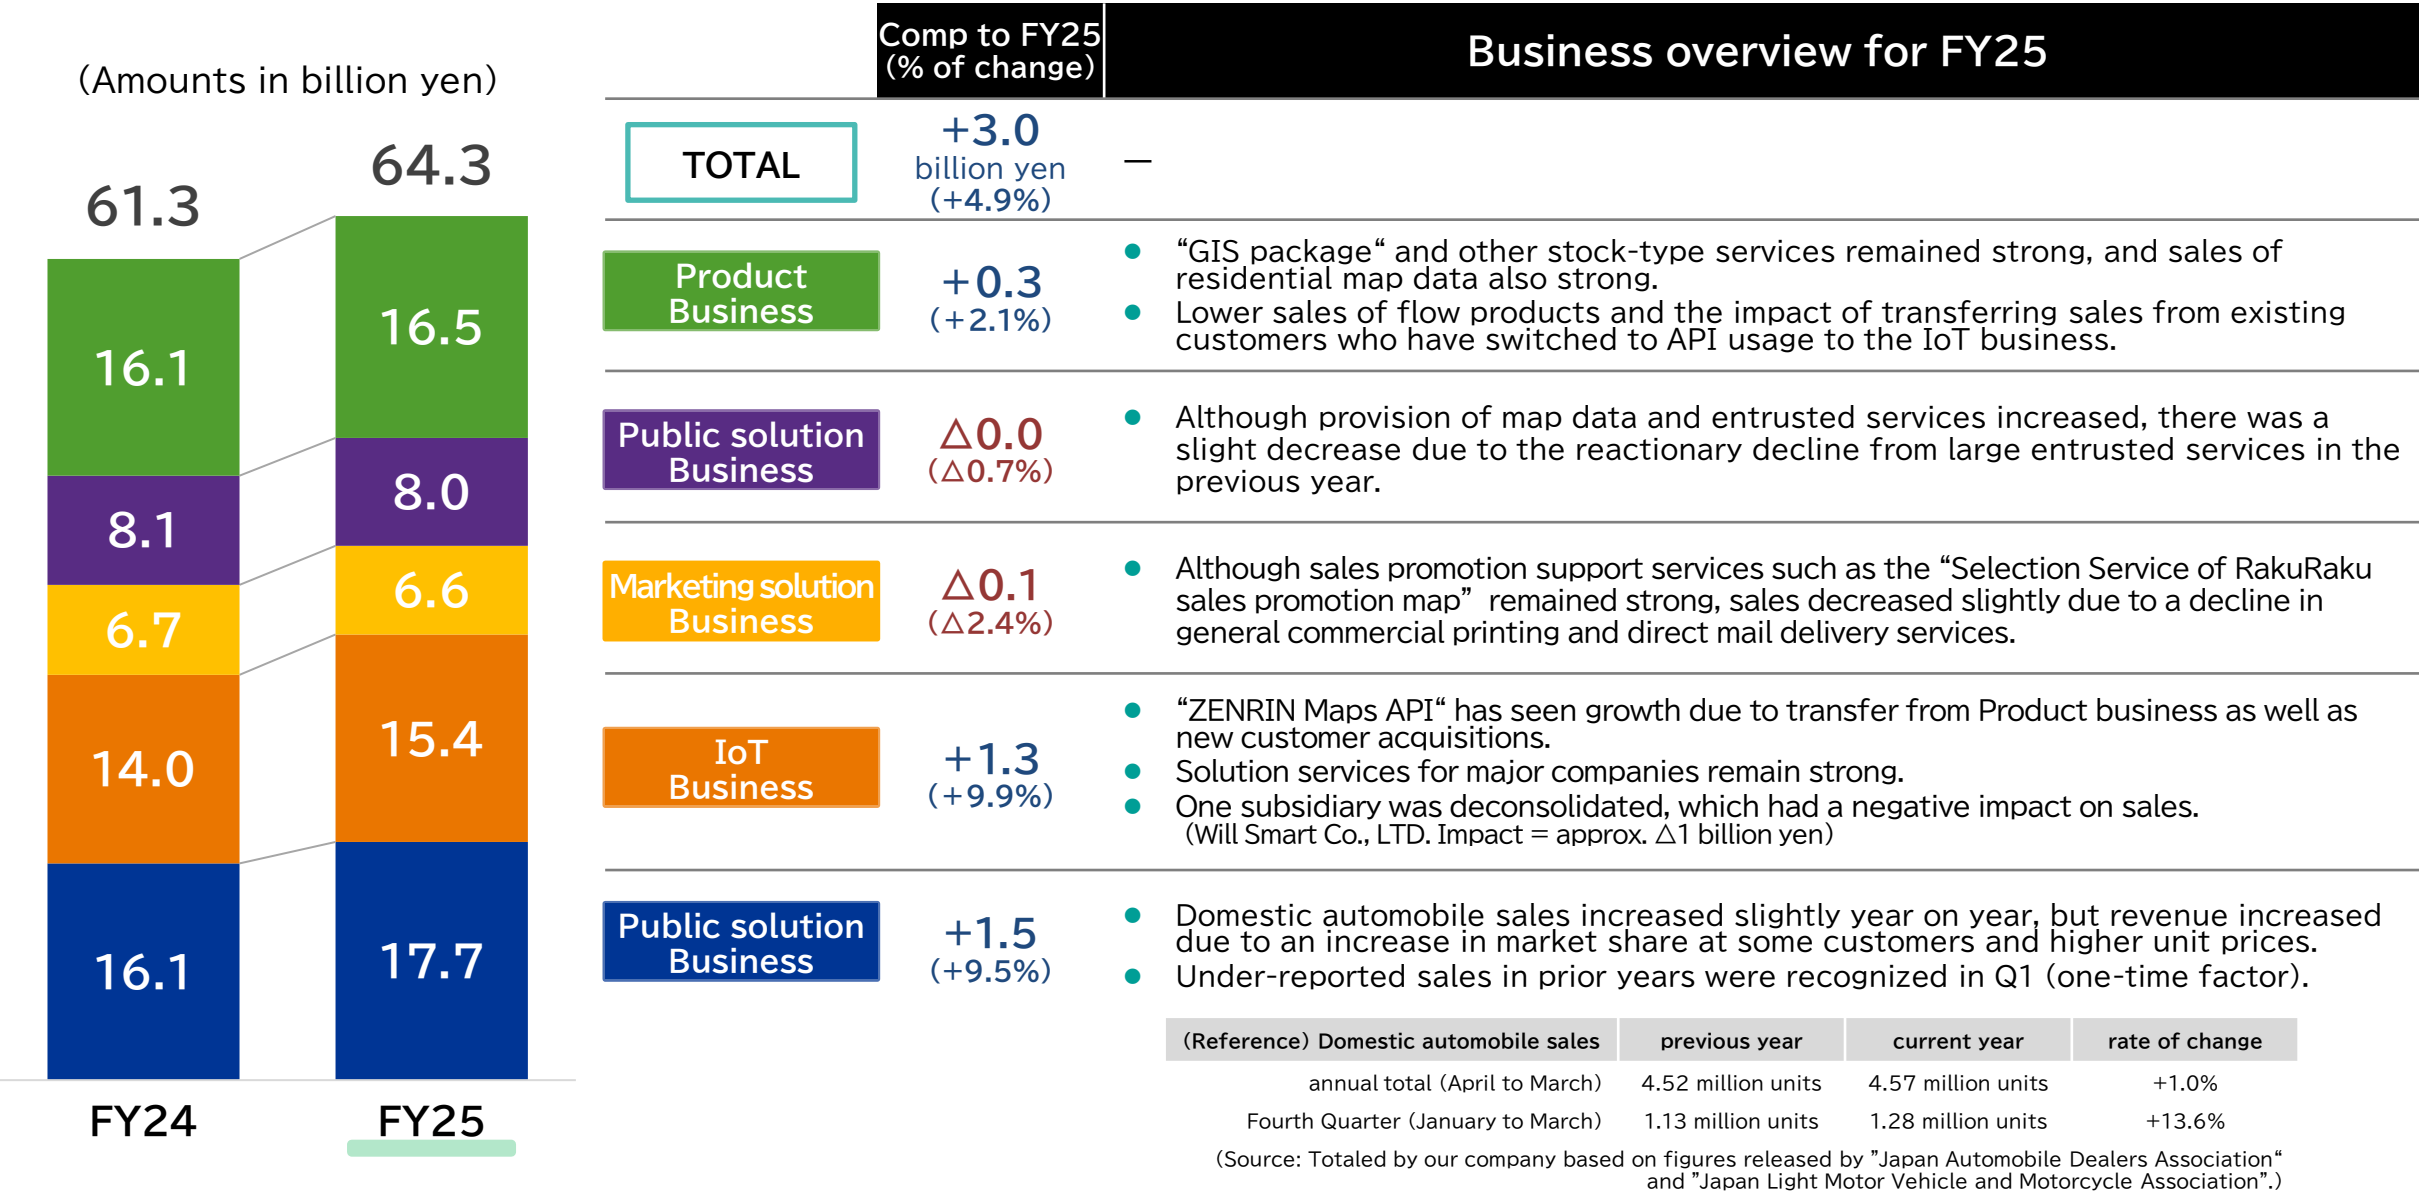 (Amounts in billion yen)
61.3
64.3
16.1
8.1
6.7
14.0
16.1
16.5
8.0
6.6
15.4
17.7
FY24
FY25
Comp to FY25
(% of change)
Business overview for FY25
TOTAL
+3.0
billion yen
(+4.9%)
—
Product
Business
+0.3
(+2.1%)
● “GIS package“ and other stock-type services remained strong, and sales of
residential map data also strong.
● Lower sales of flow products and the impact of transferring sales from existing
customers who have switched to API usage to the IoT business.
Public solution
Business
△0.0
(△0.7%)
● Although provision of map data and entrusted services increased, there was a
slight decrease due to the reactionary decline from large entrusted services in the
previous year.
Marketing solution
Business
△0.1
(△2.4%)
● Although sales promotion support services such as the “Selection Service of RakuRaku
sales promotion map” remained strong, sales decreased slightly due to a decline in
general commercial printing and direct mail delivery services.
IoT
Business
+1.3
(+9.9%)
● “ZENRIN Maps API“ has seen growth due to transfer from Product business as well as
new customer acquisitions.
● Solution services for major companies remain strong.
● One subsidiary was deconsolidated, which had a negative impact on sales.
(Will Smart Co., LTD. Impact = approx. △1 billion yen)
Public solution
Business
+1.5
(+9.5%)
● Domestic automobile sales increased slightly year on year, but revenue increased
due to an increase in market share at some customers and higher unit prices.
● Under-reported sales in prior years were recognized in Q1 (one-time factor).
(Reference) Domestic automobile sales previous year current year rate of change
annual total (April to March) 4.52 million units 4.57 million units +1.0%
Fourth Quarter (January to March) 1.13 million units 1.28 million units +13.6%
(Source: Totaled by our company based on figures released by ”Japan Automobile Dealers Association“
and ”Japan Light Motor Vehicle and Motorcycle Association”.)